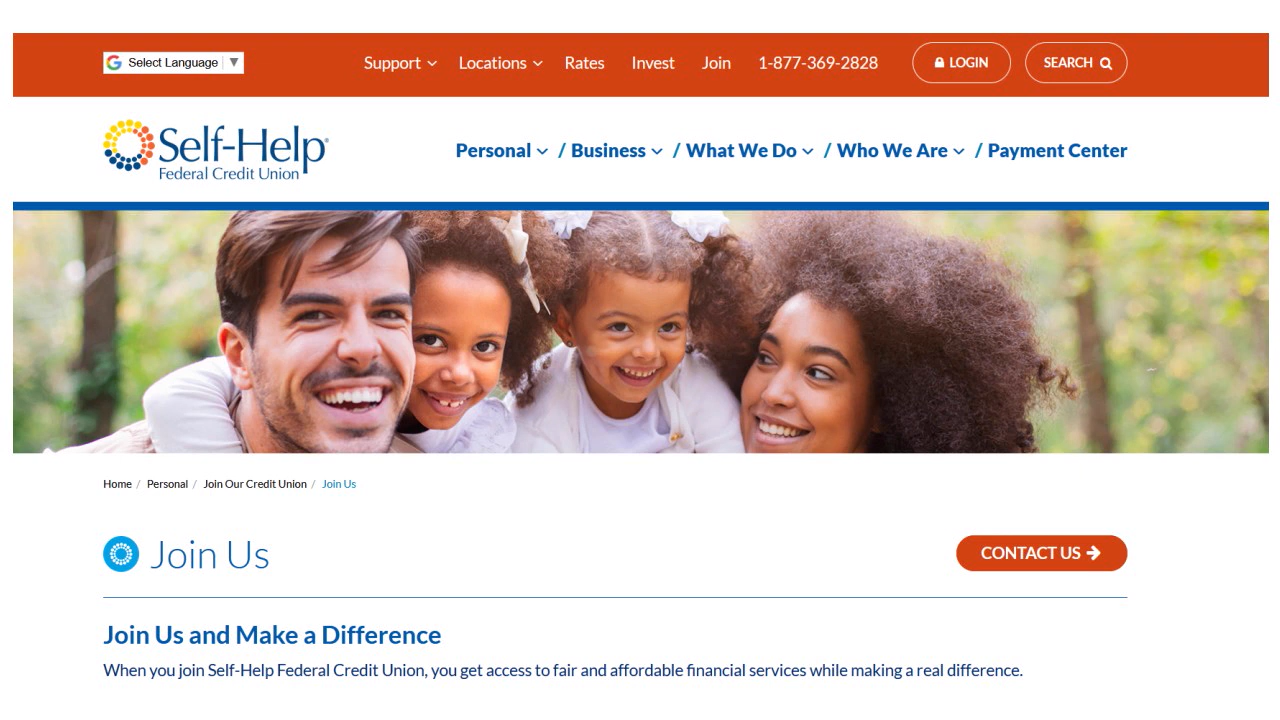 Select Language ▼
Support Locations Rates Invest Join 1-877-369-2828
LOGIN
SEARCH
Self-Help®
Federal Credit Union
Personal / Business / What We Do / Who We Are / Payment Center
Home / Personal / Join Our Credit Union / Join Us
Join Us
CONTACT US
Join Us and Make a Difference
When you join Self-Help Federal Credit Union, you get access to fair and affordable financial services while making a real difference.